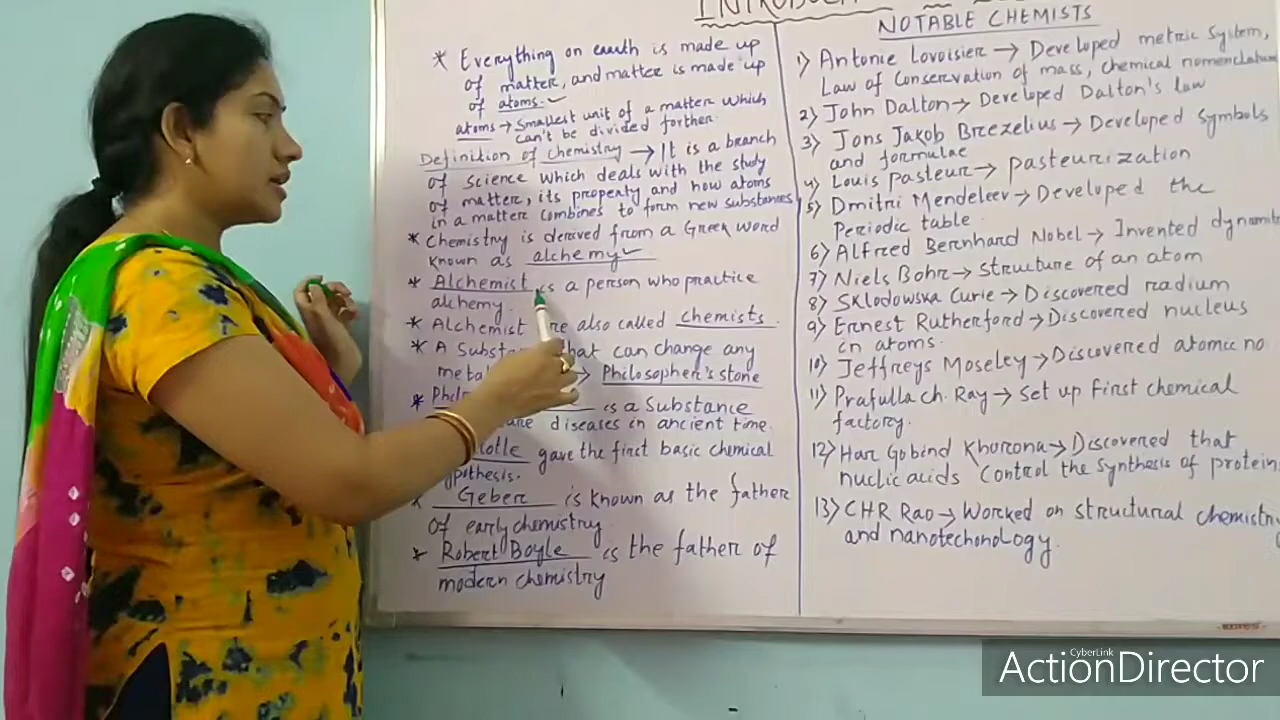 NOTABLE CHEMISTS
* Everything on earth is made up
of matter, and matter is made up
of atoms.
atoms → Smallest unit of a matter which
can't be divided forther.
Definition of chemistry → It is a branch
of science which deals with the study
of matter, its property and how atoms
in a matter combines to form new substances
* Chemistry is derived from a Greek word
known as alchemy
* Alchemist is a person who practice
alchemy.
* Alchemist are also called chemists.
* A Substan that can change any
metal → Philosopher's stone
* is a Substance
diseases in ancient time.
gave the first basic chemical
* Geber is known as the father
of early chemistry
* Robert Boyle is the father of
modern chemistry
1) Antonie Lovoisier → Developed metric system,
Law of Conservation of mass, chemical nomenclatur
2) John Dalton → Developed Dalton's law
3) Jons Jakob Brezelius → Developed symbols
and formulae
4) Louis Pasteur → pasteurization
5) Dmitri Mendeleev → Developed the
Periodic table.
6) Alfred Bernhard Nobel → Invented dynamit
7) Niels Bohr → structure of an atom
8) Sklodowska Curie → Discovered radium
9) Ernest Rutherford → Discovered nucleus
in atoms.
10) Jeffreys Moseley → Discovered atomic no
11) Prafulla ch. Ray → Set up First chemical
factory.
12) Har Gobind Khorona → Discovered that
nuclic acids Control the synthesis of protein
13) CHR Rao → Worked on structural chemistry
and nanotechonology.
CyberLink
ActionDirector